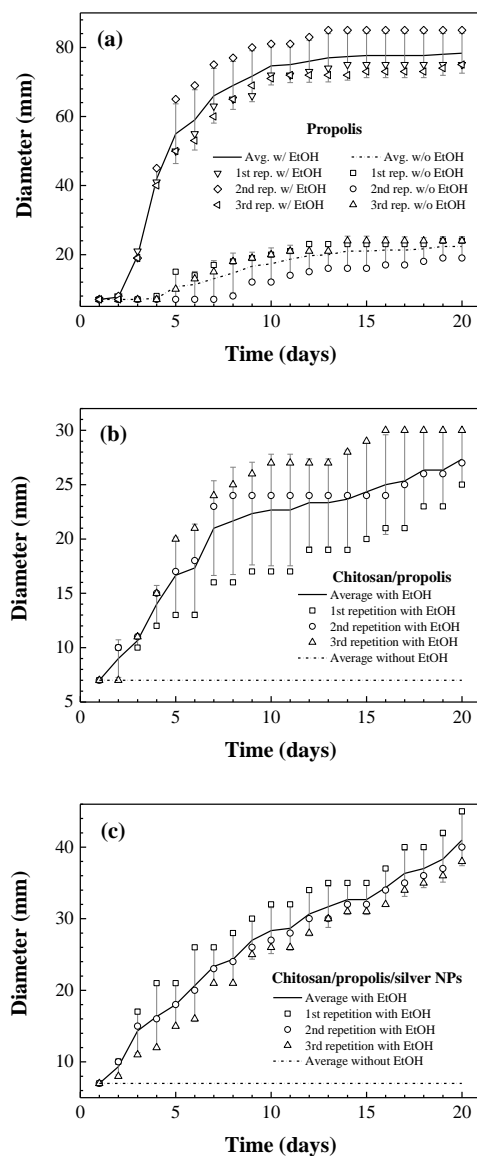 (a)
80
60
40
20
Diameter (mm)
Propolis
Avg. w/ EtOH
Avg. w/o EtOH
1st rep. w/ EtOH
1st rep. w/o EtOH
2nd rep. w/ EtOH
2nd rep. w/o EtOH
3rd rep. w/ EtOH
3rd rep. w/o EtOH
5 10 15 20
Time (days)
(b)
30
25
20
15
10
5
Diameter (mm)
Chitosan/propolis
Average with EtOH
1st repetition with EtOH
2nd repetition with EtOH
3rd repetition with EtOH
Average without EtOH
5 10 15 20
Time (days)
(c)
40
30
20
10
Diameter (mm)
Chitosan/propolis/silver NPs
Average with EtOH
1st repetition with EtOH
2nd repetition with EtOH
3rd repetition with EtOH
Average without EtOH
5 10 15 20
Time (days)